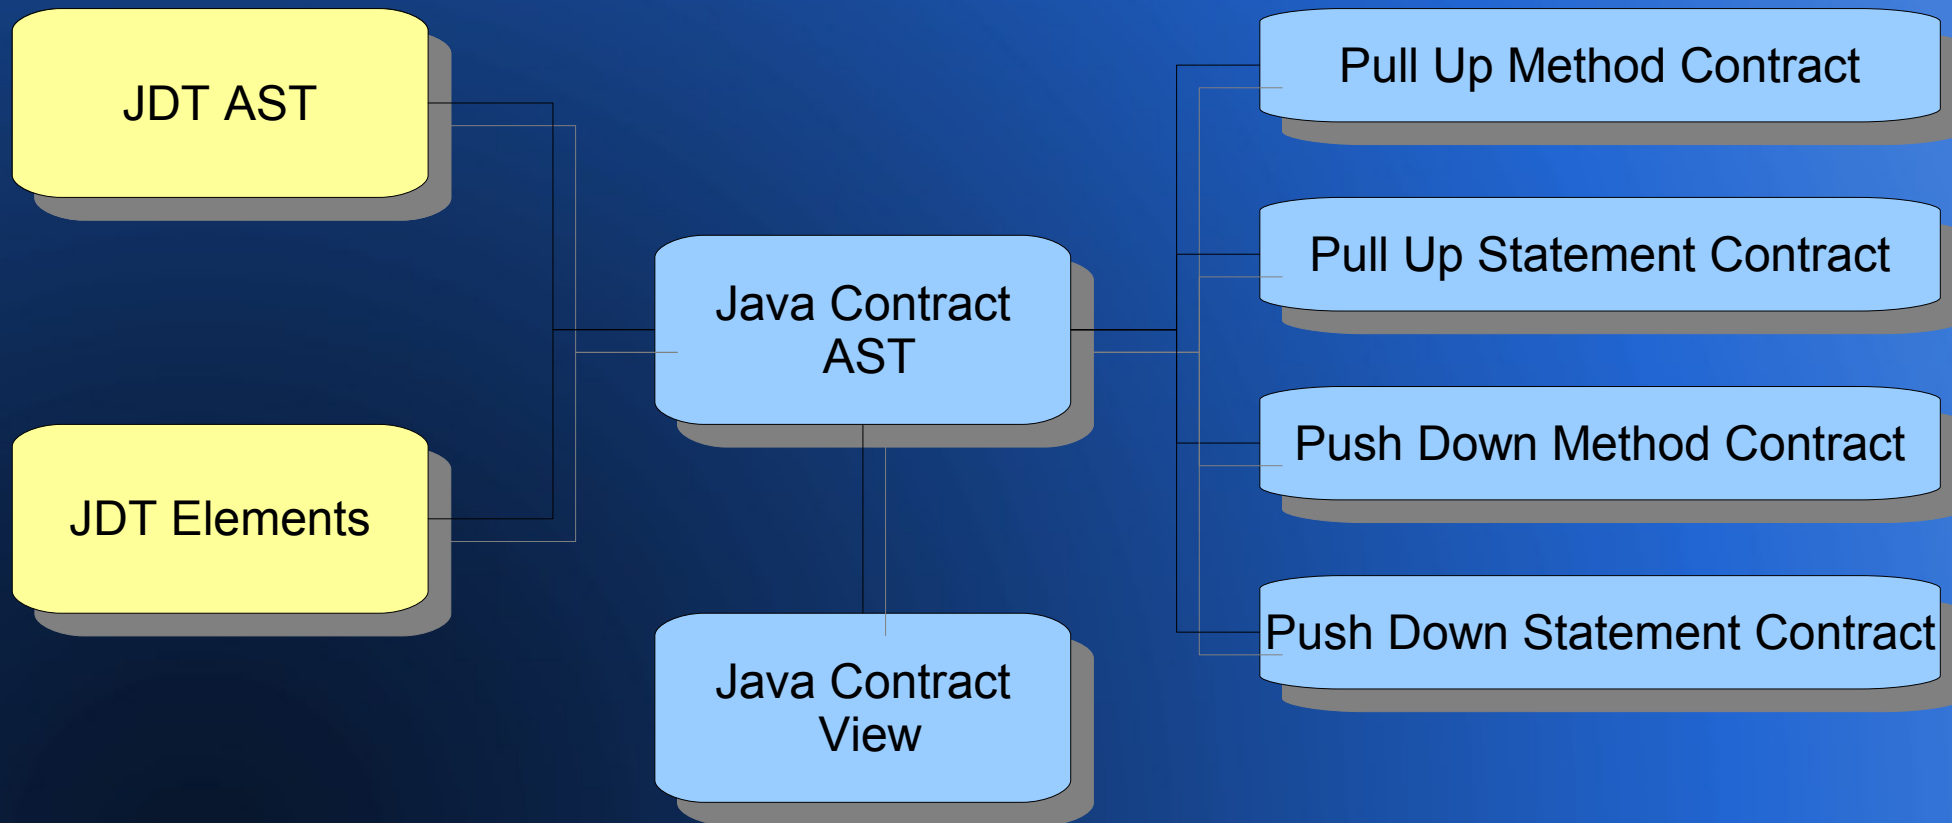 JDT AST
JDT Elements
Java Contract
AST
Java Contract
View
Pull Up Method Contract
Pull Up Statement Contract
Push Down Method Contract
Push Down Statement Contract